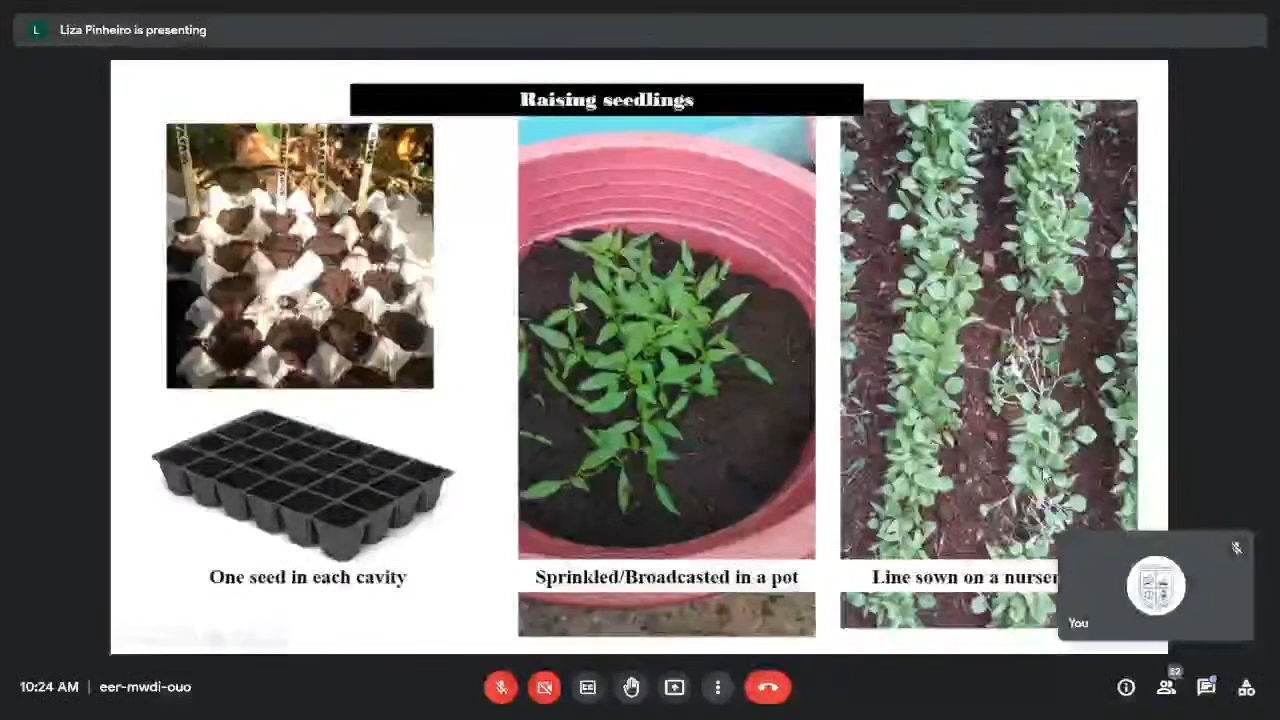 L
Liza Pinheiro is presenting
Raising seedlings
One seed in each cavity
Sprinkled/Broadcasted in a pot
Line sown on a nurser
You
10:24 AM | eer-mwdi-ouo